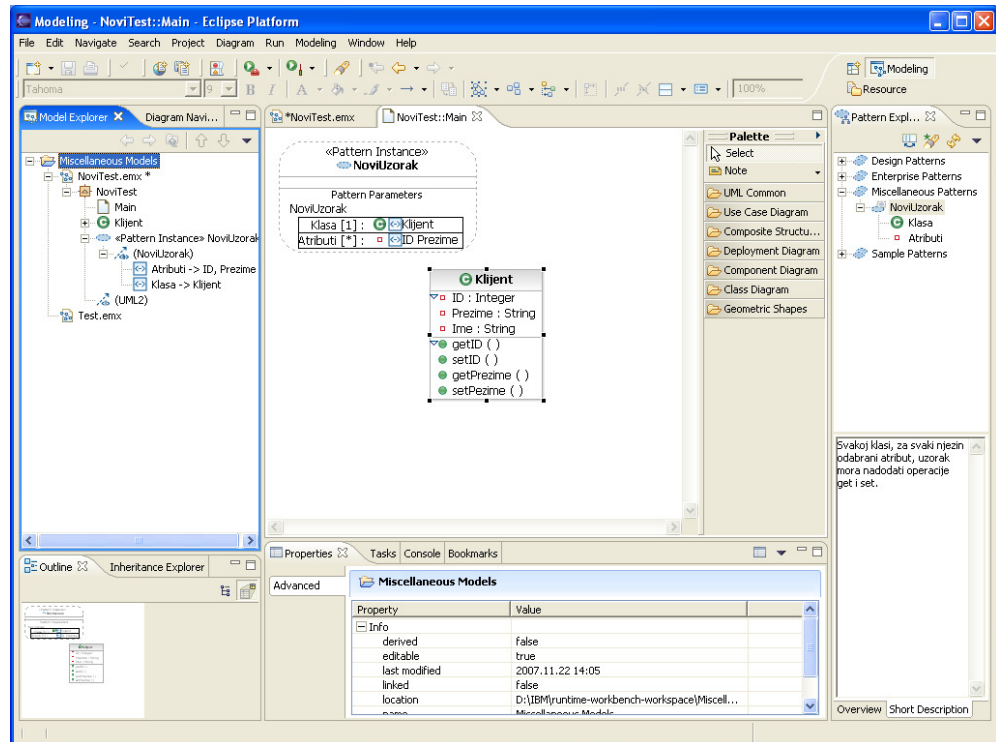 Modeling - NoviTest::Main - Eclipse Platform
File Edit Navigate Search Project Diagram Run Modeling Window Help
Modeling
Tahoma 9 B I A 100%
Resource
Model Explorer Diagram Navi...
*NoviTest.emx NoviTest::Main
Pattern Expl...
Miscellaneous Models
NoviTest.emx *
NoviTest
Main
Klijent
«Pattern Instance» NoviUzorak
(NoviUzorak)
Atributi -> ID, Prezime
Klasa -> Klijent
(UML2)
Test.emx
«Pattern Instance»
NoviUzorak
Pattern Parameters
NoviUzorak
Klasa [1] : Klijent
Atributi [*] : ID Prezime
Klijent
ID : Integer
Prezime : String
Ime : String
getID ( )
setID ( )
getPrezime ( )
setPezime ( )
Palette
Select
Note
UML Common
Use Case Diagram
Composite Structu...
Deployment Diagram
Component Diagram
Class Diagram
Geometric Shapes
Design Patterns
Enterprise Patterns
Miscellaneous Patterns
NoviUzorak
Klasa
Atributi
Sample Patterns
Svakoj klasi, za svaki njezin
odabrani atribut, uzorak
mora nadodati operacije
get i set.
Overview Short Description
Outline Inheritance Explorer
Properties Tasks Console Bookmarks
Advanced
Miscellaneous Models
Property Value
Info
derived false
editable true
last modified 2007.11.22 14:05
linked false
location D:\IBM\runtime-workbench-workspace\Miscell...
name Miscellaneous Models